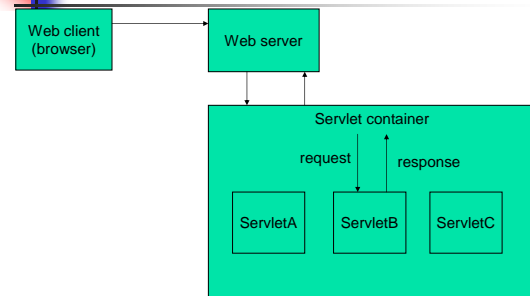 Web client
(browser)
Web server
Servlet container
request
response
ServletA
ServletB
ServletC